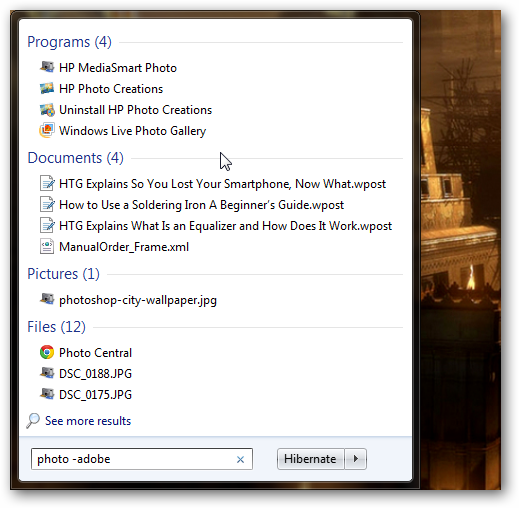 Programs (4)
HP MediaSmart Photo
HP Photo Creations
Uninstall HP Photo Creations
Windows Live Photo Gallery
Documents (4)
HTG Explains So You Lost Your Smartphone, Now What.wpost
How to Use a Soldering Iron A Beginner's Guide.wpost
HTG Explains What Is an Equalizer and How Does It Work.wpost
ManualOrder_Frame.xml
Pictures (1)
photoshop-city-wallpaper.jpg
Files (12)
Photo Central
DSC_0188.JPG
DSC_0175.JPG
See more results
photo -adobe
Hibernate